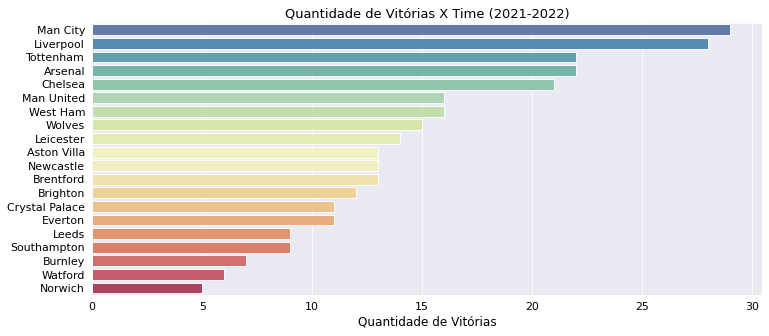 Quantidade de Vitórias X Time (2021-2022)
Man City
Liverpool
Tottenham
Arsenal
Chelsea
Man United
West Ham
Wolves
Leicester
Aston Villa
Newcastle
Brentford
Brighton
Crystal Palace
Everton
Leeds
Southampton
Burnley
Watford
Norwich
0 5 10 15 20 25 30
Quantidade de Vitórias